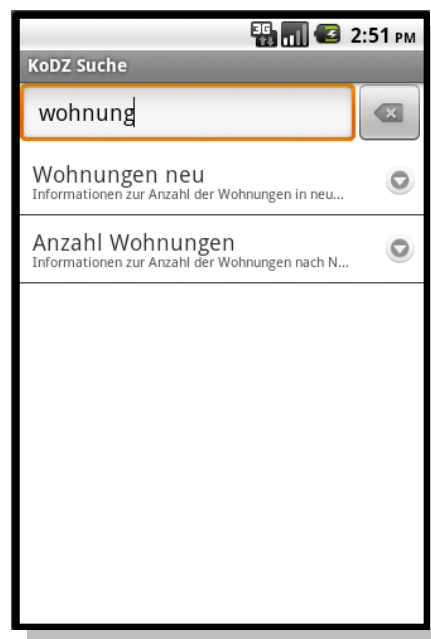 3G 2:51 PM
KoDZ Suche
wohnung
Wohnungen neu
Informationen zur Anzahl der Wohnungen in neu...
Anzahl Wohnungen
Informationen zur Anzahl der Wohnungen nach N...